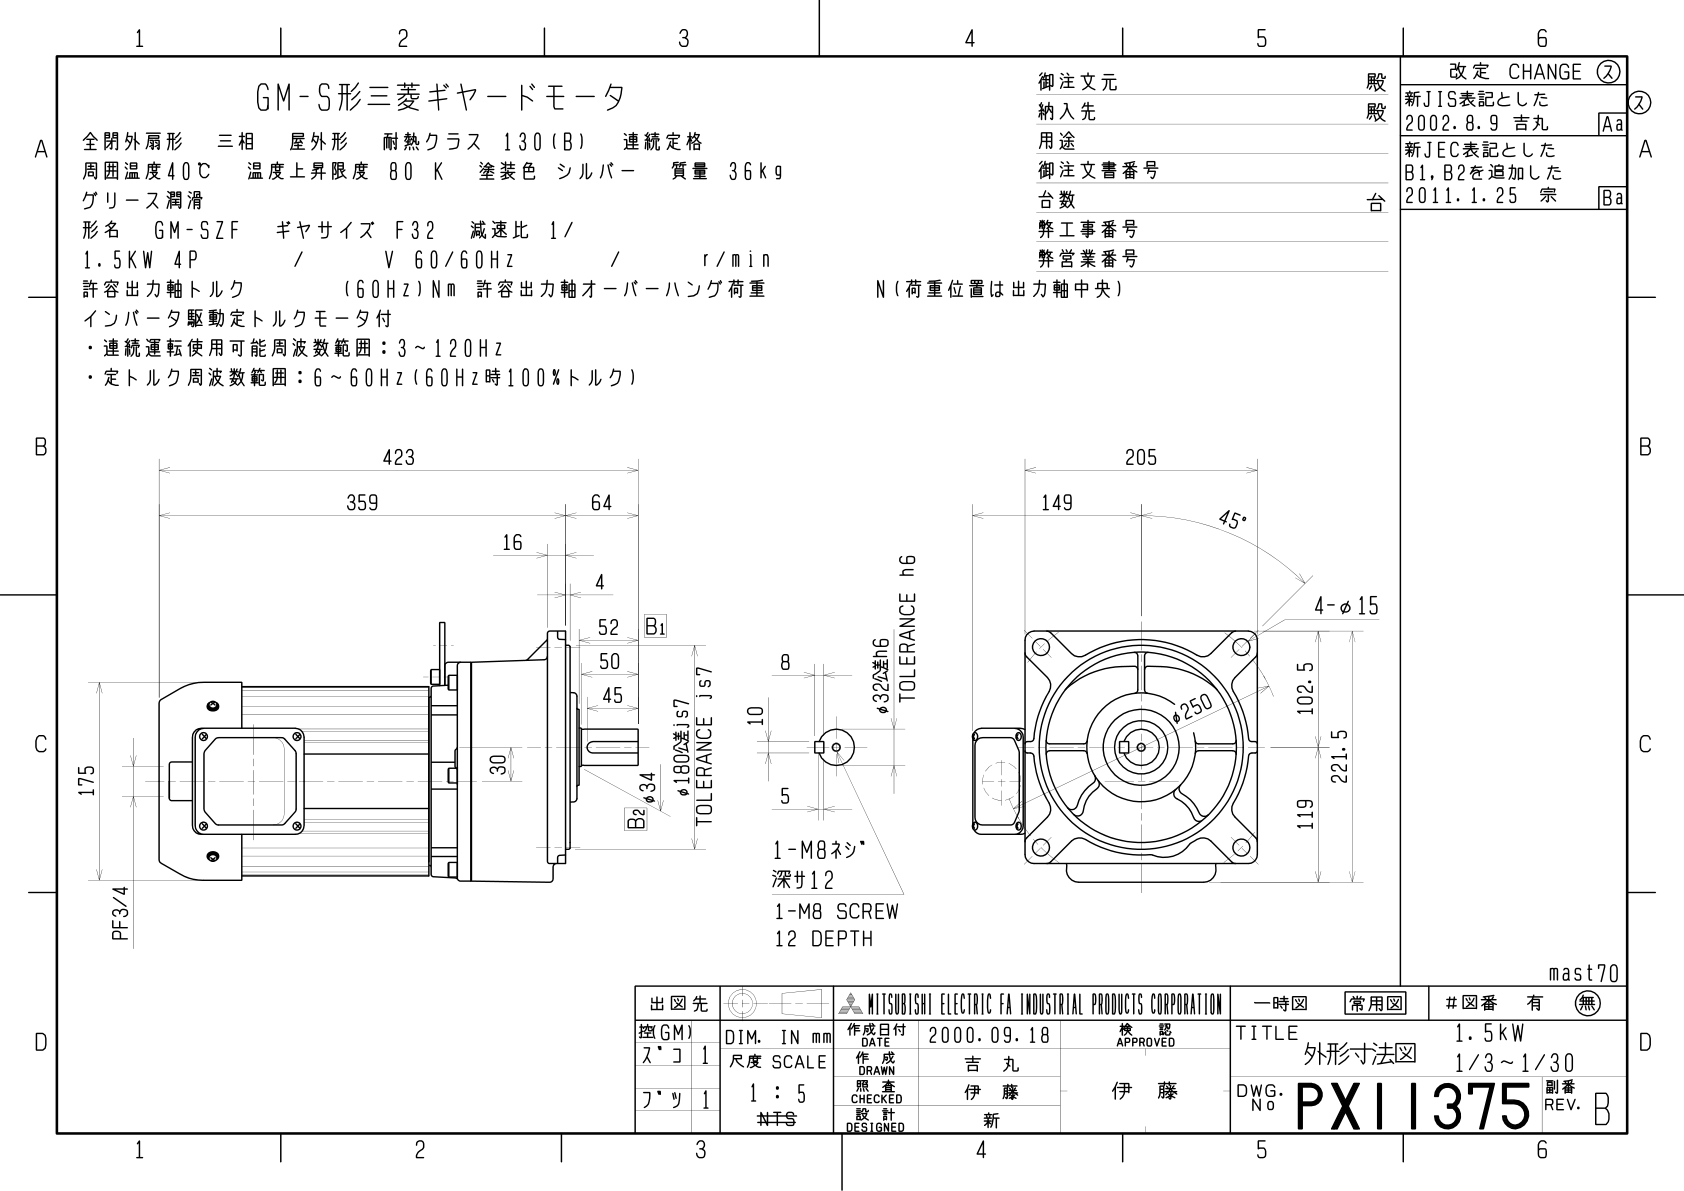 1 2 3 4 5 6
GM-S形三菱ギヤードモータ
全閉外扇形 三相 屋外形 耐熱クラス 130(B) 連続定格
周囲温度40℃ 温度上昇限度 80 K 塗装色 シルバー 質量 36kg
グリース潤滑
形名 GM-SZF ギヤサイズ F32 減速比 1/
1.5KW 4P / V 60/60Hz / r/min
許容出力軸トルク (60Hz)Nm 許容出力軸オーバーハング荷重 N(荷重位置は出力軸中央)
インバータ駆動定トルクモータ付
・連続運転使用可能周波数範囲：3～120Hz
・定トルク周波数範囲：6～60Hz(60Hz時100%トルク)
御注文元 殿
納入先 殿
用途
御注文書番号
台数 台
弊工事番号
弊営業番号
改定 CHANGE ス
新JIS表記とした
2002.8.9 吉丸 Aa
新JEC表記とした
B1,B2を追加した
2011.1.25 宗 Ba
ス
A A
B B
C C
D D
423
359 64
16
4
52 B1
50
45
30
175
PF3/4
φ34
B2
φ180公差js7
TOLERANCE js7
8
10
5
φ32公差h6
TOLERANCE h6
1-M8ネジ
深サ12
1-M8 SCREW
12 DEPTH
205
149
45°
4-φ15
φ250
102.5
221.5
119
mast70
出図先
控(GM)
スﾞコ 1
フﾞツ 1
DIM. IN mm
尺度 SCALE
1 : 5
NTS
MITSUBISHI ELECTRIC FA INDUSTRIAL PRODUCTS CORPORATION
作成日付
DATE
2000.09.18
検 認
APPROVED
作 成
DRAWN
吉 丸
照 査
CHECKED
伊 藤
伊 藤
設 計
DESIGNED
新
一時図 常用図 #図番 有 無
TITLE
外形寸法図
1.5kW
1/3～1/30
DWG.
No
PX11375
副番
REV.
B
1 2 3 4 5 6